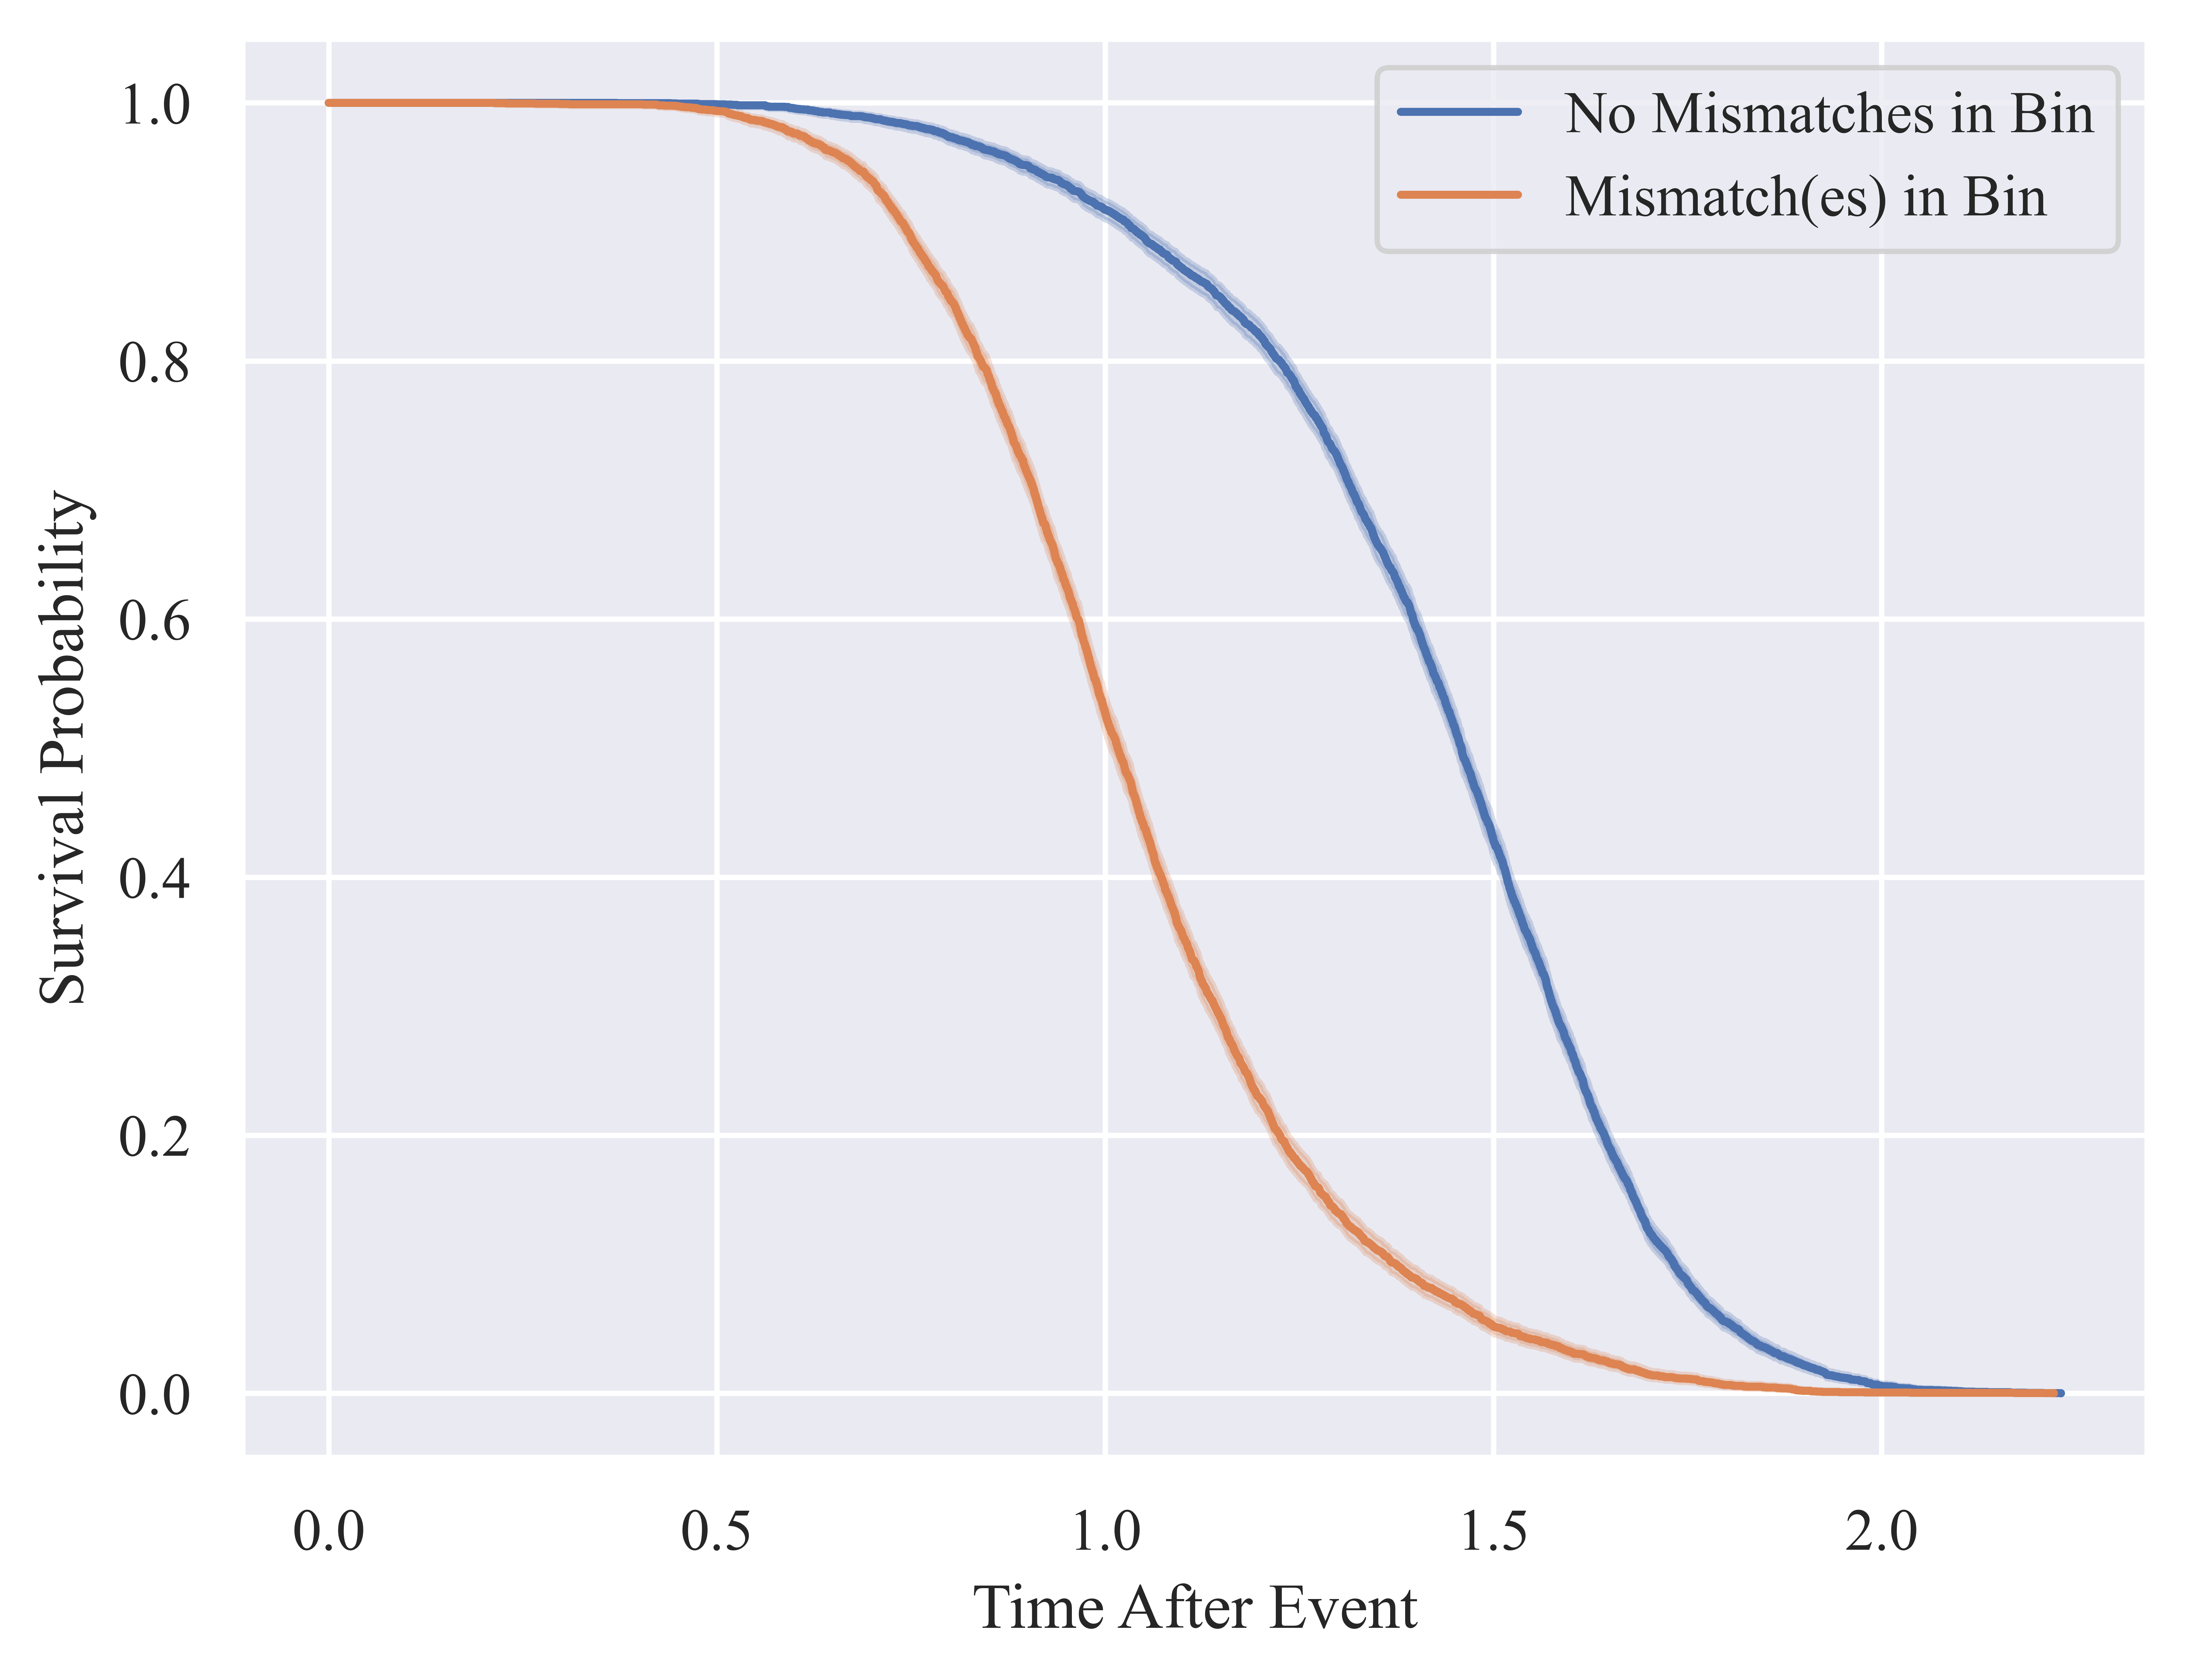 No Mismatches in Bin
Mismatch(es) in Bin
1.0
0.8
0.6
0.4
0.2
0.0
Survival Probability
0.0 0.5 1.0 1.5 2.0
Time After Event